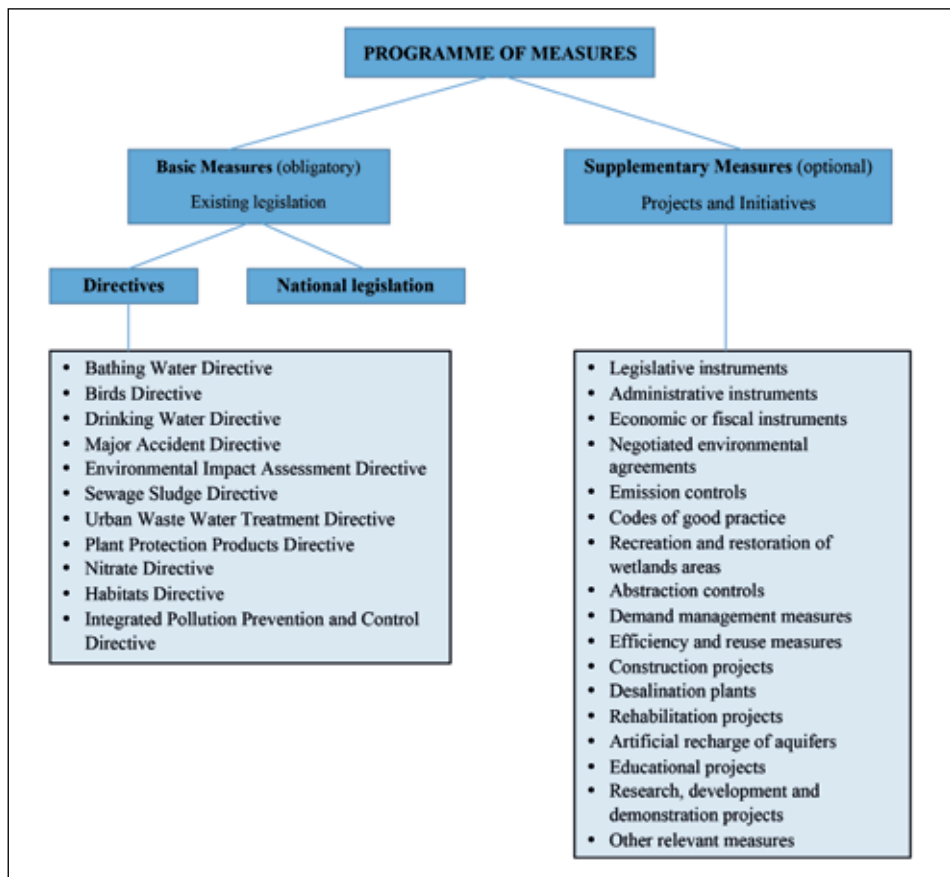 PROGRAMME OF MEASURES
Basic Measures (obligatory)
Existing legislation
Supplementary Measures (optional)
Projects and Initiatives
Directives
National legislation
• Bathing Water Directive
• Birds Directive
• Drinking Water Directive
• Major Accident Directive
• Environmental Impact Assessment Directive
• Sewage Sludge Directive
• Urban Waste Water Treatment Directive
• Plant Protection Products Directive
• Nitrate Directive
• Habitats Directive
• Integrated Pollution Prevention and Control
Directive
• Legislative instruments
• Administrative instruments
• Economic or fiscal instruments
• Negotiated environmental
agreements
• Emission controls
• Codes of good practice
• Recreation and restoration of
wetlands areas
• Abstraction controls
• Demand management measures
• Efficiency and reuse measures
• Construction projects
• Desalination plants
• Rehabilitation projects
• Artificial recharge of aquifers
• Educational projects
• Research, development and
demonstration projects
• Other relevant measures